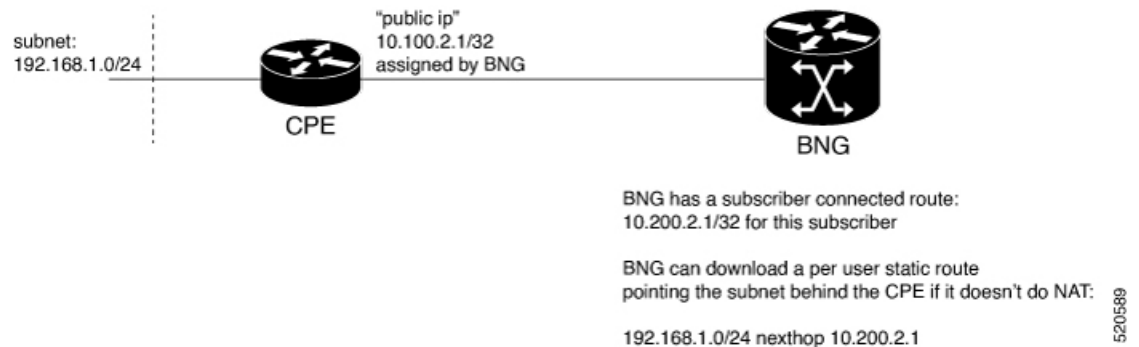 subnet:
192.168.1.0/24
"public ip"
10.100.2.1/32
assigned by BNG
CPE
BNG
BNG has a subscriber connected route:
10.200.2.1/32 for this subscriber
BNG can download a per user static route
pointing the subnet behind the CPE if it doesn't do NAT:
192.168.1.0/24 nexthop 10.200.2.1
520589